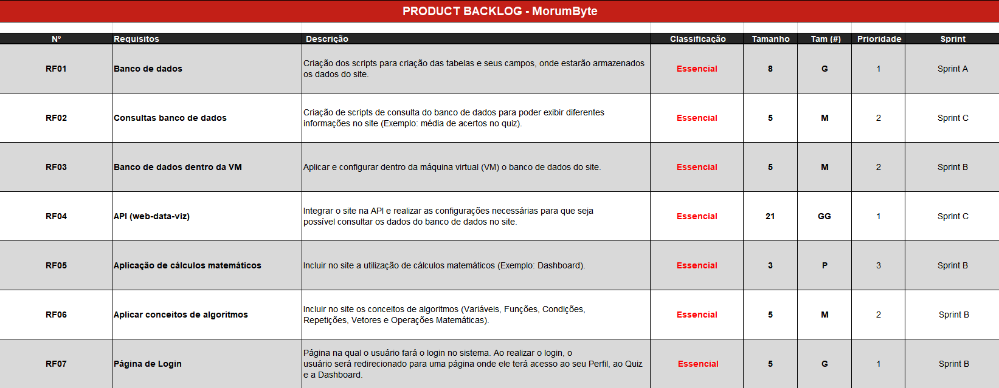 PRODUCT BACKLOG - MorumByte
Nº Requisitos Descrição Classificação Tamanho Tam (#) Prioridade Sprint
RF01 Banco de dados Criação dos scripts para criação das tabelas e seus campos, onde estarão armazenados
os dados do site. Essencial 8 G 1 Sprint A
RF02 Consultas banco de dados Criação de scripts de consulta do banco de dados para poder exibir diferentes
informações no site (Exemplo: média de acertos no quiz). Essencial 5 M 2 Sprint C
RF03 Banco de dados dentro da VM Aplicar e configurar dentro da máquina virtual (VM) o banco de dados do site. Essencial 5 M 2 Sprint B
RF04 API (web-data-viz) Integrar o site na API e realizar as configurações necessárias para que seja
possível consultar os dados do banco de dados no site. Essencial 21 GG 1 Sprint C
RF05 Aplicação de cálculos matemáticos Incluir no site a utilização de cálculos matemáticos (Exemplo: Dashboard). Essencial 3 P 3 Sprint B
RF06 Aplicar conceitos de algoritmos Incluir no site os conceitos de algoritmos (Variáveis, Funções, Condições,
Repetições, Vetores e Operações Matemáticas). Essencial 5 M 2 Sprint B
RF07 Página de Login Página na qual o usuário fará o login no sistema. Ao realizar o login, o
usuário será redirecionado para uma página onde ele terá acesso ao seu Perfil, ao Quiz
e a Dashboard. Essencial 5 G 1 Sprint B